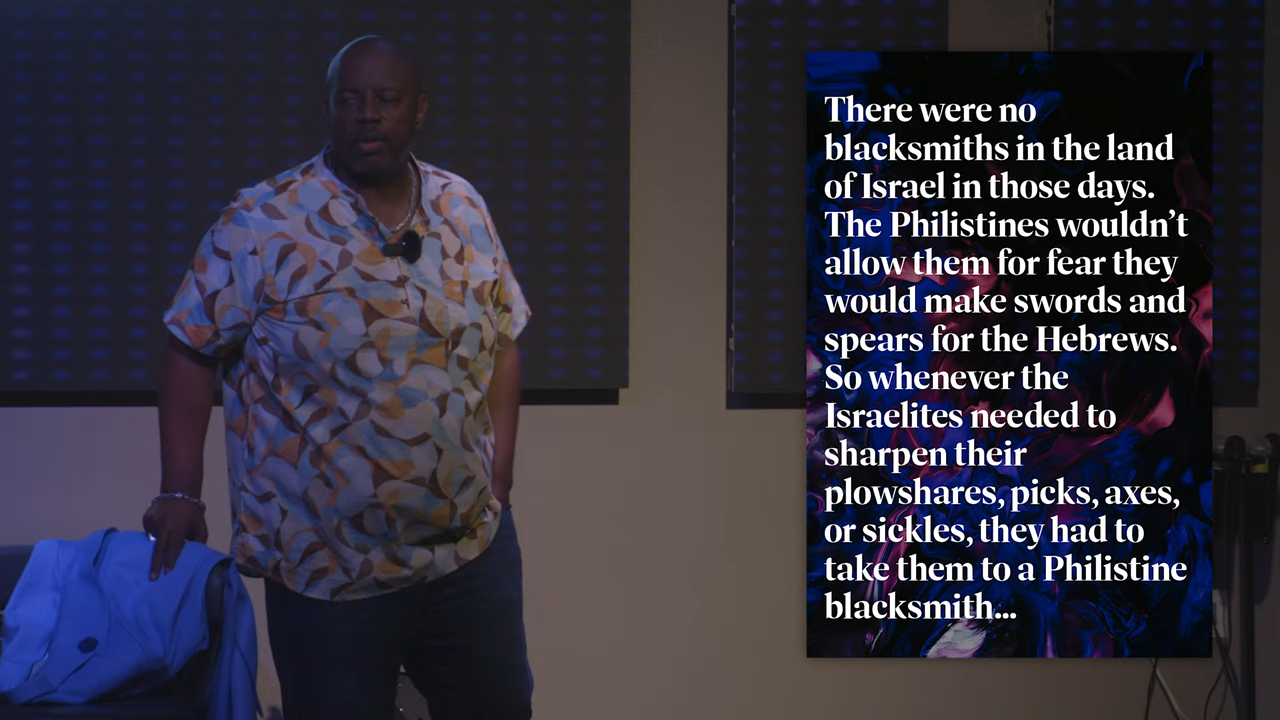 There were no
blacksmiths in the land
of Israel in those days.
The Philistines wouldn’t
allow them for fear they
would make swords and
spears for the Hebrews.
So whenever the
Israelites needed to
sharpen their
plowshares, picks, axes,
or sickles, they had to
take them to a Philistine
blacksmith...